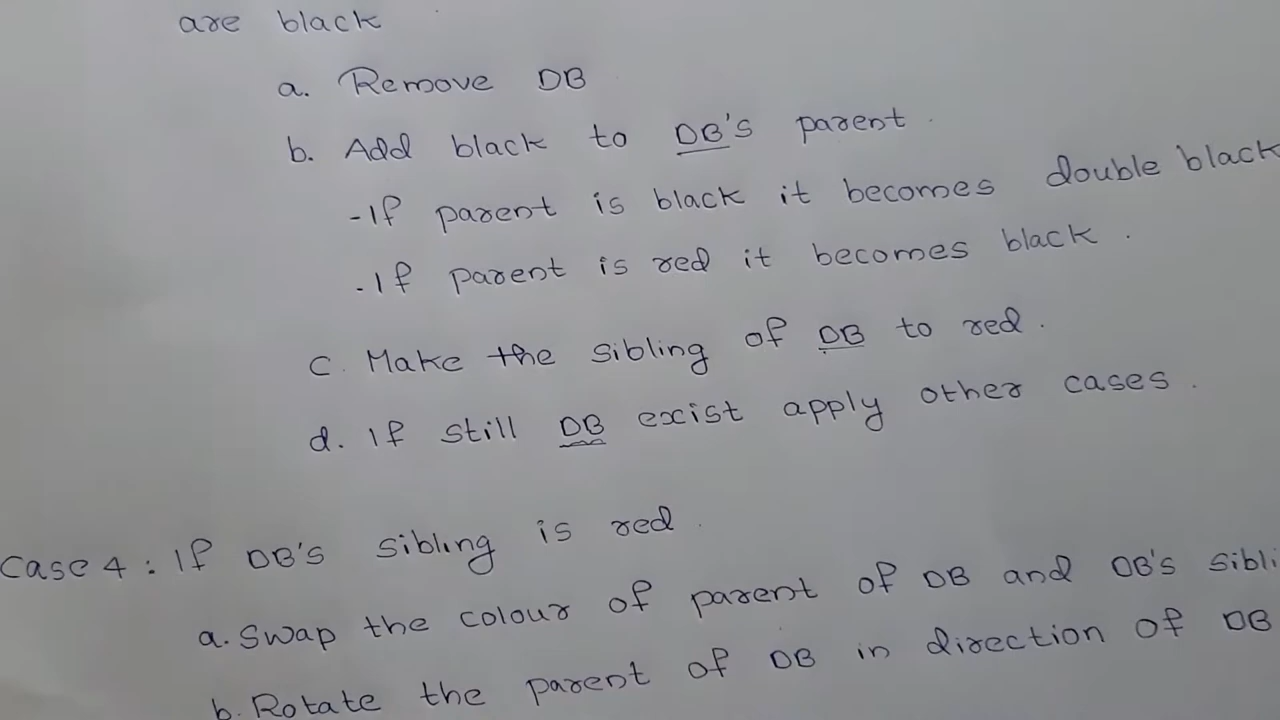 are black
a. Remove DB
b. Add black to DB's parent.
-If parent is black it becomes double black
-If parent is red it becomes black.
c. Make the sibling of DB to red.
d. If still DB exist apply other cases.
Case 4: If DB's sibling is red.
a. Swap the colour of parent of DB and DB's sibli
b. Rotate the parent of DB in direction of DB